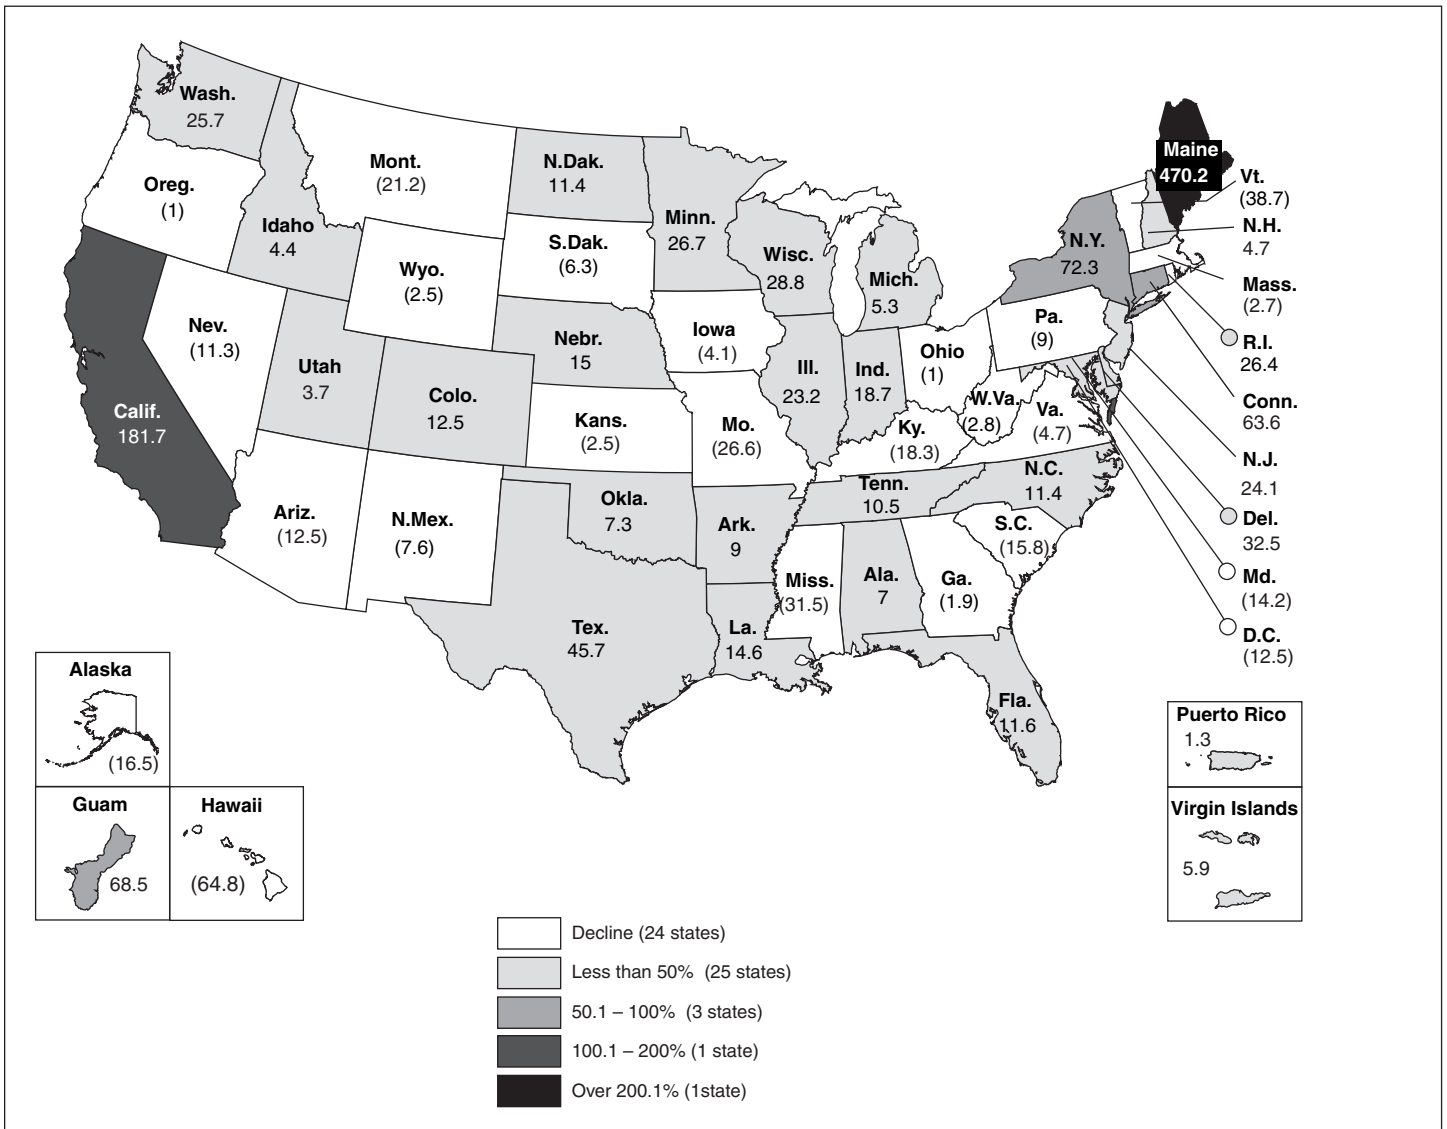 Wash.
25.7
Oreg.
(1)
Idaho
4.4
Mont.
(21.2)
N.Dak.
11.4
Minn.
26.7
S.Dak.
(6.3)
Wyo.
(2.5)
Wisc.
28.8
Mich.
5.3
Maine
470.2
Vt.
(38.7)
N.H.
4.7
N.Y.
72.3
Mass.
(2.7)
R.I.
26.4
Conn.
63.6
N.J.
24.1
Del.
32.5
Md.
(14.2)
D.C.
(12.5)
Nev.
(11.3)
Utah
3.7
Colo.
12.5
Nebr.
15
Iowa
(4.1)
Ill.
23.2
Ind.
18.7
Ohio
(1)
Pa.
(9)
W.Va.
(2.8)
Va.
(4.7)
Calif.
181.7
Kans.
(2.5)
Mo.
(26.6)
Ky.
(18.3)
Tenn.
10.5
N.C.
11.4
Ariz.
(12.5)
N.Mex.
(7.6)
Okla.
7.3
Ark.
9
S.C.
(15.8)
Miss.
(31.5)
Ala.
7
Ga.
(1.9)
Tex.
45.7
La.
14.6
Fla.
11.6
Alaska
(16.5)
Guam
68.5
Hawaii
(64.8)
Puerto Rico
1.3
Virgin Islands
5.9
Decline (24 states)
Less than 50% (25 states)
50.1 – 100% (3 states)
100.1 – 200% (1 state)
Over 200.1% (1state)